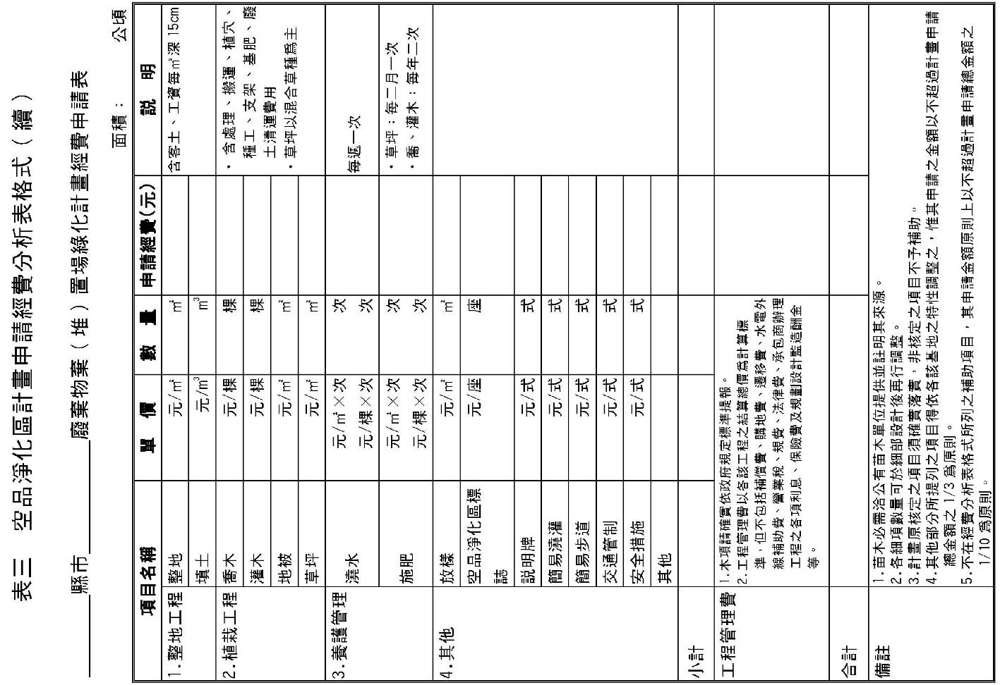 表三　空品淨化區計畫申請經費分析表格式（續）
＿＿＿＿縣市＿＿＿＿＿＿廢棄物棄（堆）置場綠化計畫經費申請表
面積：　　　公頃
項目名稱　單　價　數　量　申請經費(元)　說　明
1.整地工程　整地　元/㎡　㎡　含客土、工資每㎡深15cm
填土　元/m³　m³
2.植栽工程　喬木　元/棵　棵　・含處理、搬運、植穴、
種工、支架、基肥、廢
土清運費用
灌木　元/棵　棵
地被　元/㎡　㎡　・草坪以混合草種為主
草坪　元/㎡　㎡
3.養護管理　澆水　元/㎡×次　次　每週一次
元/棵×次　次
施肥　元/㎡×次　次　・草坪：每二月一次
元/棵×次　次　・喬、灌木：每年二次
4.其他　放樣　元/㎡　㎡
空品淨化區標　元/座　座
誌
說明牌　元/式　式
簡易澆灌　元/式　式
簡易步道　元/式　式
交通管制　元/式　式
安全措施　元/式　式
其他
小計
工程管理費　1.本項請確實依政府規定標準提報。
2.工程管理費以各該工程之結算總價為計算標
準，但不包括補償費、購地費、遷移費、水電外
線補助費、營業稅、規費、法律費、承包商辦理
工程之各項利息、保險費及規劃設計監造酬金
等。
合計
備註　1.苗木必需洽公有苗木單位提供並註明其來源。
2.各細項數量可於細部設計後再行調整。
3.計畫原核定之項目須確實落實，非核定之項目不予補助。
4.其他部分所提列之項目得依各該基地之特性調整之，惟其申請之金額以不超過計畫申請
總金額之1/3為原則。
5.不在經費分析表格式所列之補助項目，其申請金額原則上以不超過計畫申請總金額之
1/10為原則。